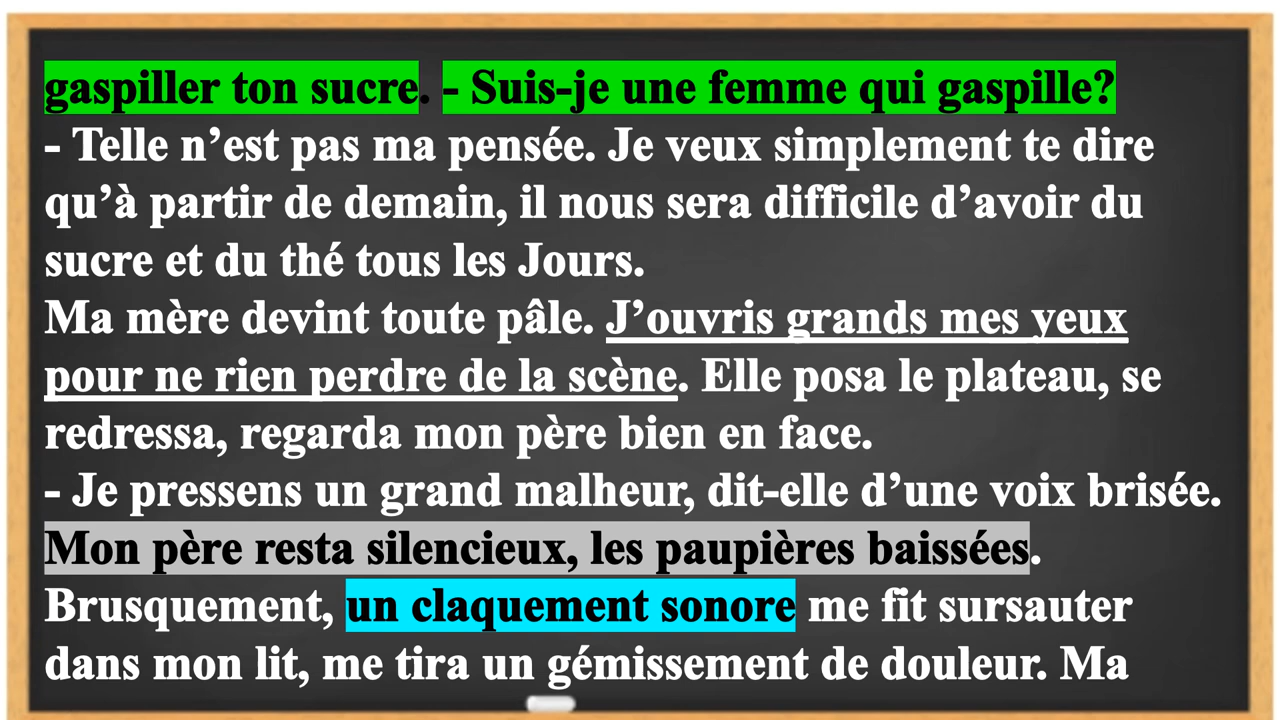 gaspiller ton sucre. - Suis-je une femme qui gaspille?
- Telle n’est pas ma pensée. Je veux simplement te dire
qu’à partir de demain, il nous sera difficile d’avoir du
sucre et du thé tous les Jours.
Ma mère devint toute pâle. J’ouvris grands mes yeux
pour ne rien perdre de la scène. Elle posa le plateau, se
redressa, regarda mon père bien en face.
- Je pressens un grand malheur, dit-elle d’une voix brisée.
Mon père resta silencieux, les paupières baissées.
Brusquement, un claquement sonore me fit sursauter
dans mon lit, me tira un gémissement de douleur. Ma